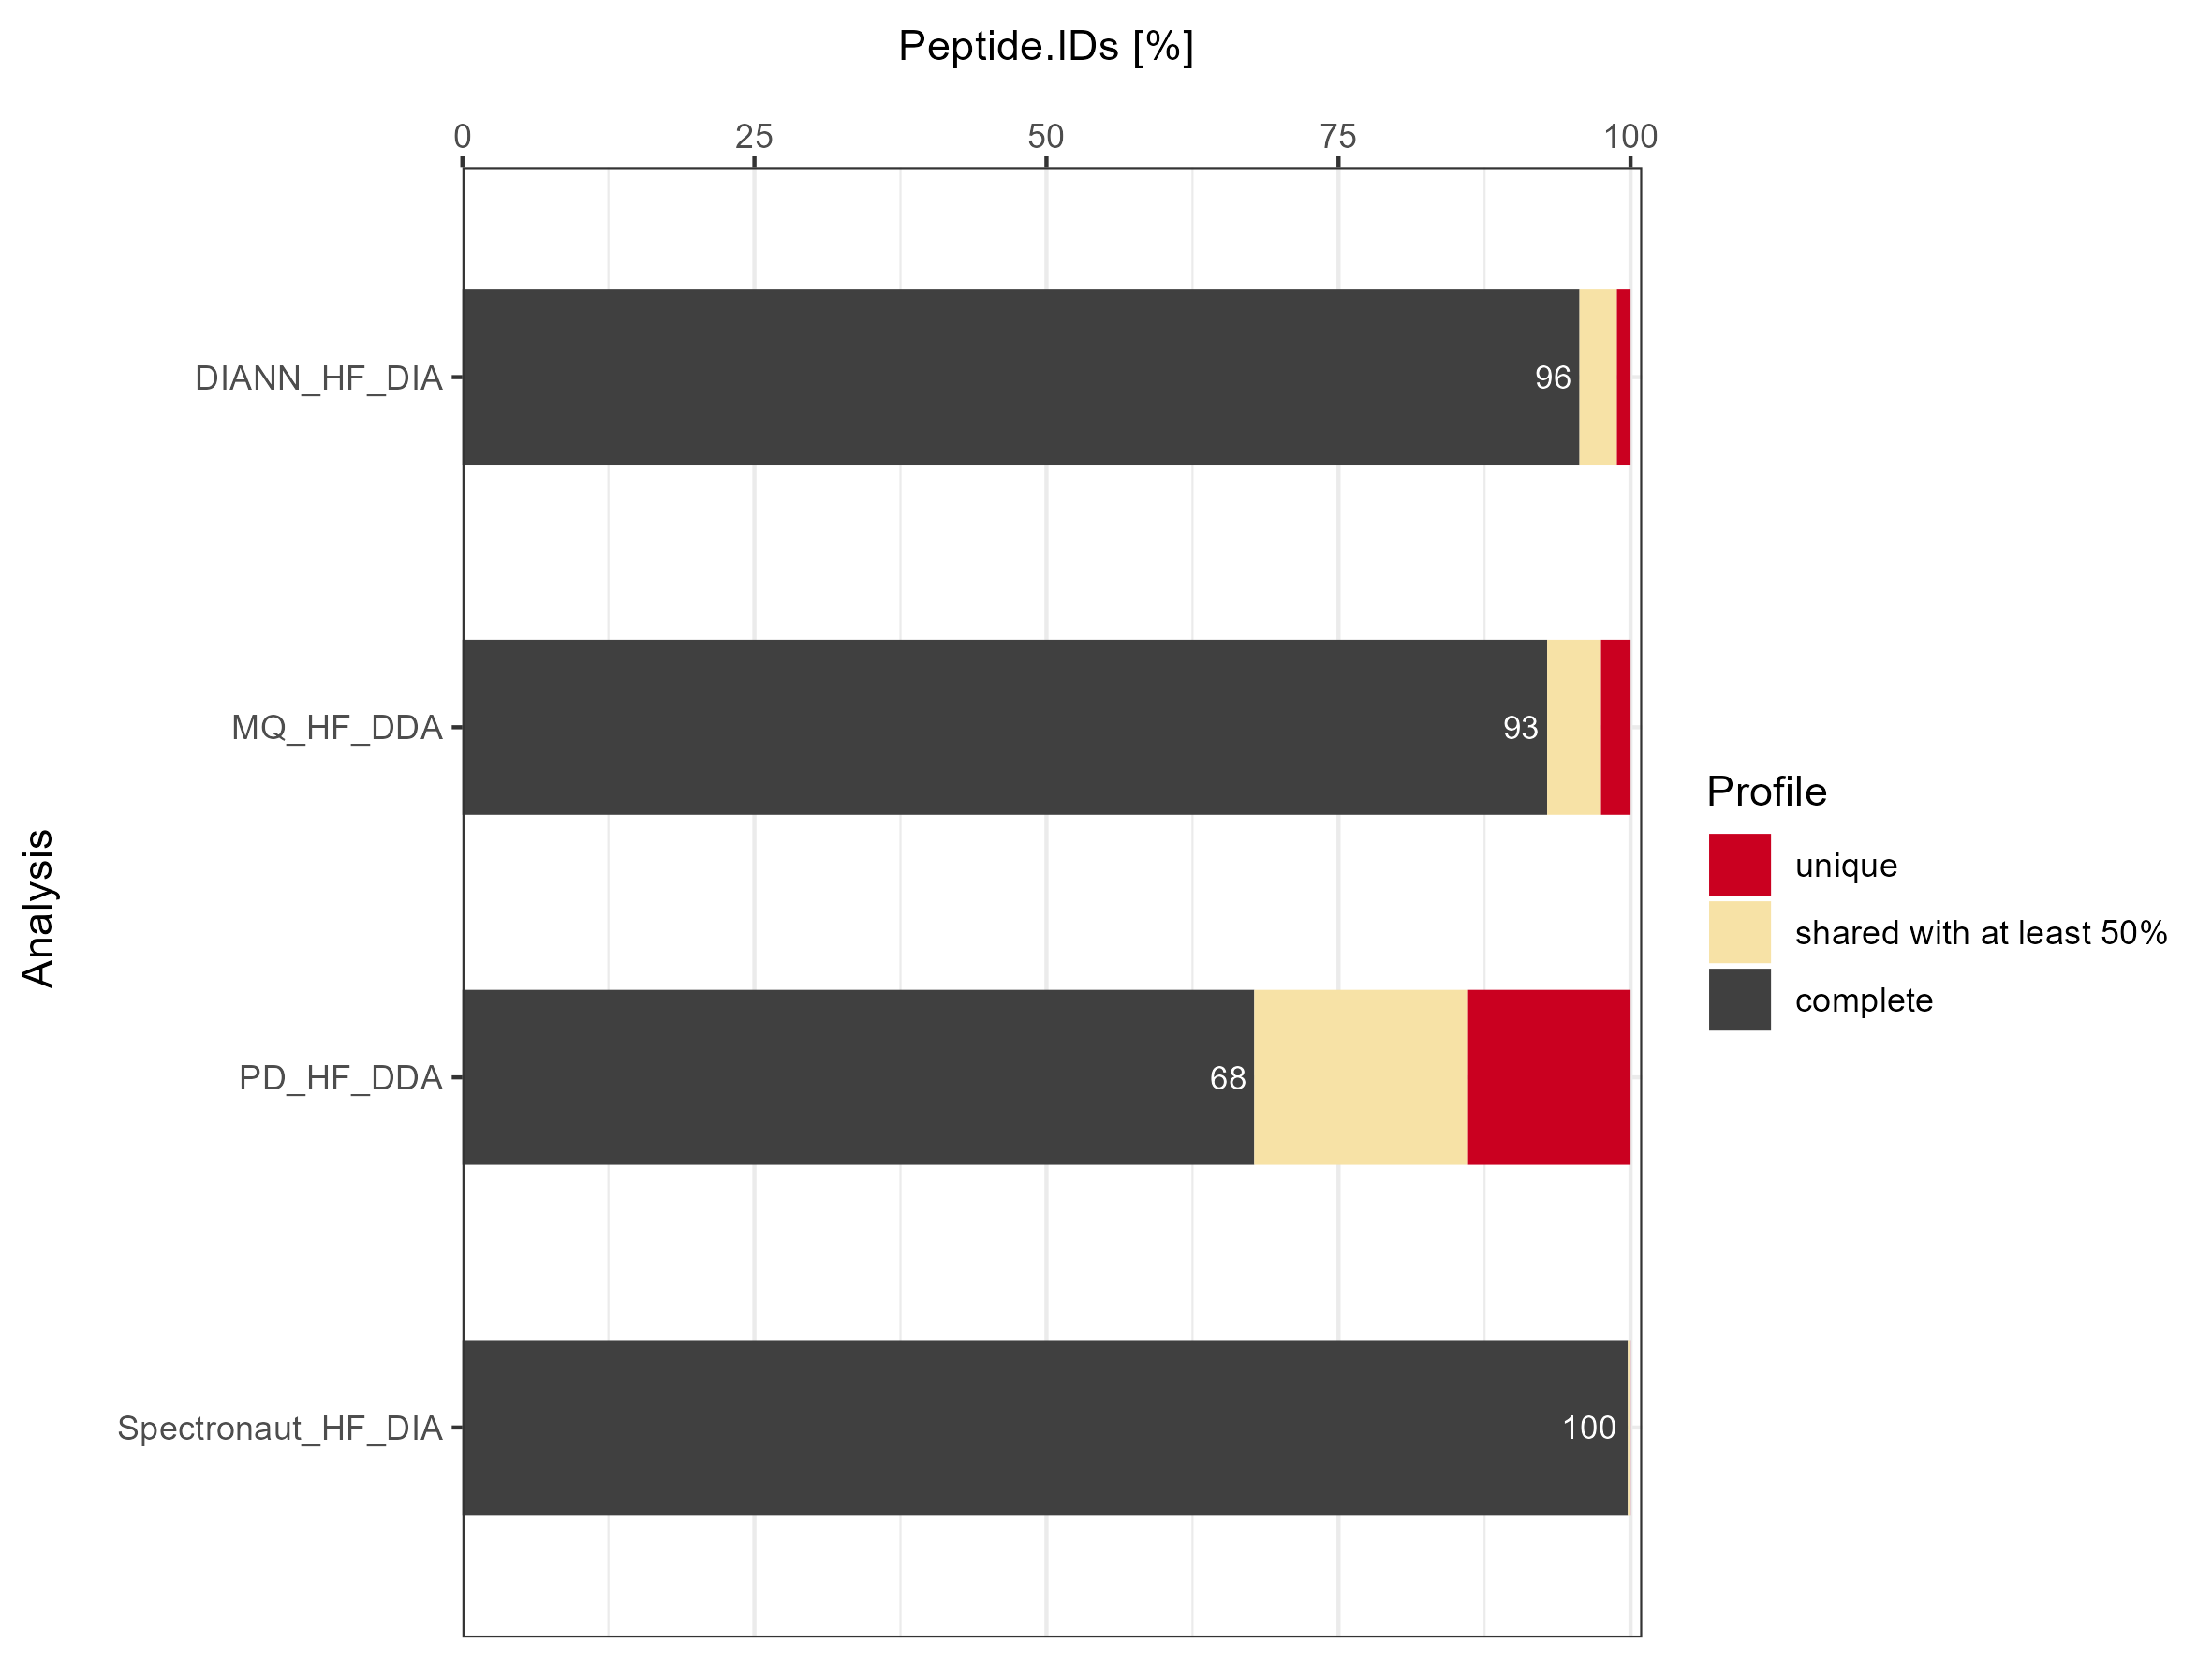 Peptide.IDs [%]
0 25 50 75 100
DIANN_HF_DIA
96
MQ_HF_DDA
93
PD_HF_DDA
68
Spectronaut_HF_DIA
100
Analysis
Profile
unique
shared with at least 50%
complete